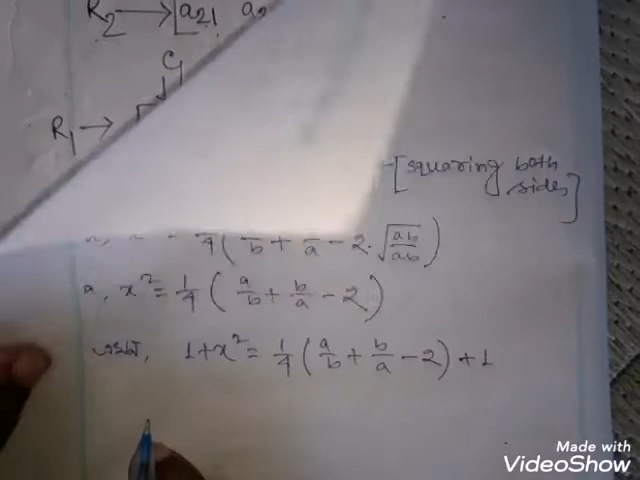 R₂ → [a₂₁
C₁
↓
R₁ →
[squaring both
sides]
1/4 ( a/b + b/a − 2·√(ab/ab) )
x² = 1/4 ( a/b + b/a − 2 )
1+x² = 1/4 ( a/b + b/a − 2 ) + 1
Made with
VideoShow